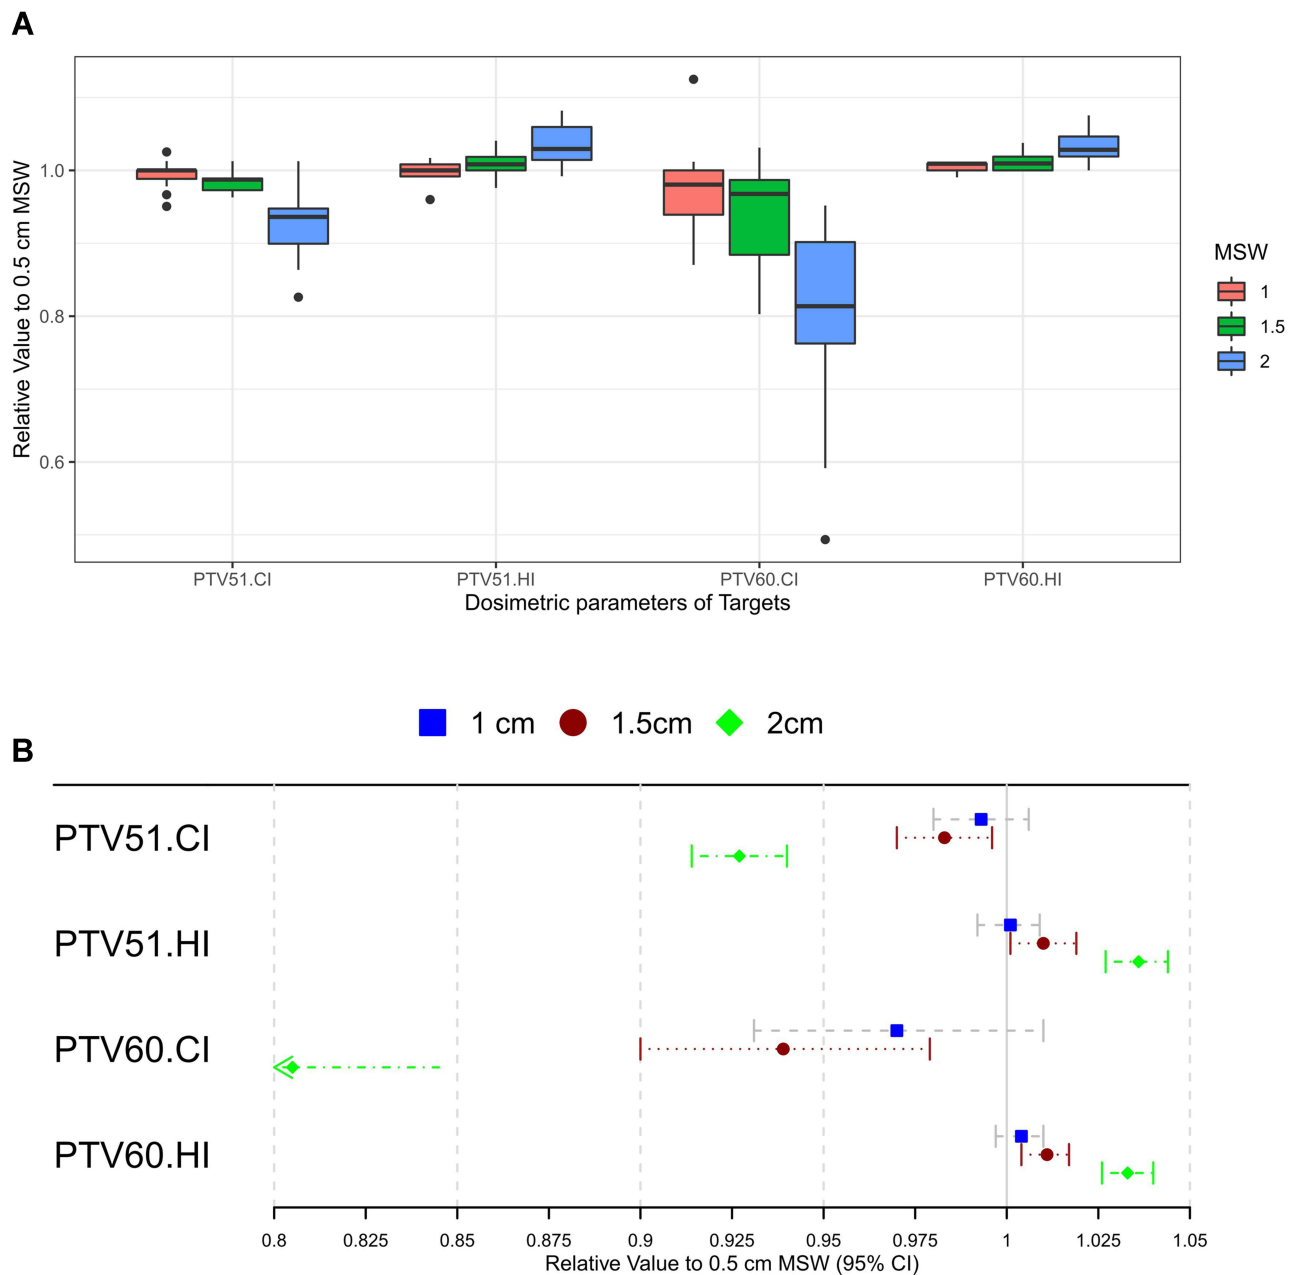 A
Relative Value to 0.5 cm MSW
1.0
0.8
0.6
PTV51.CI PTV51.HI PTV60.CI PTV60.HI
Dosimetric parameters of Targets
MSW
1
1.5
2
1 cm 1.5cm 2cm
B
PTV51.CI
PTV51.HI
PTV60.CI
PTV60.HI
0.8 0.825 0.85 0.875 0.9 0.925 0.95 0.975 1 1.025 1.05
Relative Value to 0.5 cm MSW (95% CI)